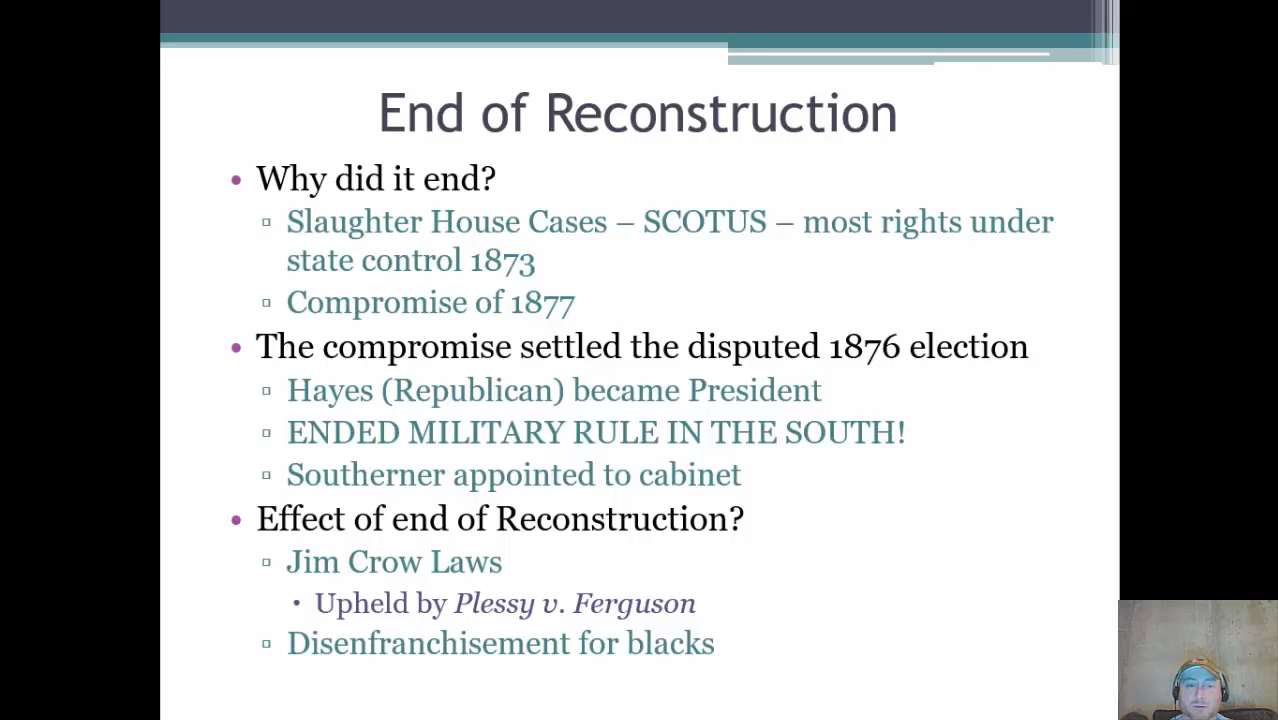 End of Reconstruction
• Why did it end?
▫ Slaughter House Cases – SCOTUS – most rights under
state control 1873
▫ Compromise of 1877
• The compromise settled the disputed 1876 election
▫ Hayes (Republican) became President
▫ ENDED MILITARY RULE IN THE SOUTH!
▫ Southerner appointed to cabinet
• Effect of end of Reconstruction?
▫ Jim Crow Laws
• Upheld by Plessy v. Ferguson
▫ Disenfranchisement for blacks